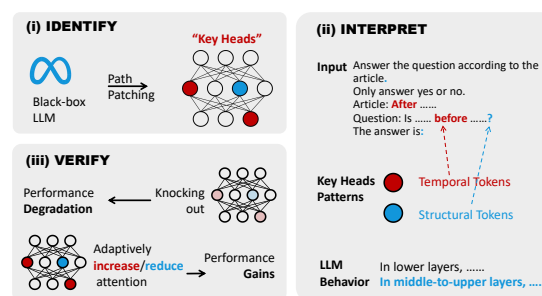 (i) IDENTIFY
"Key Heads"
Path
Patching
Black-box
LLM
(ii) INTERPRET
Input
Answer the question according to the
article.
Only answer yes or no.
Article: After ......
Question: Is ...... before ......?
The answer is:
Key Heads
Patterns
Temporal Tokens
Structural Tokens
LLM
Behavior
In lower layers, ......
In middle-to-upper layers, ....
(iii) VERIFY
Performance
Degradation
Knocking
out
Adaptively
increase/reduce
attention
Performance
Gains